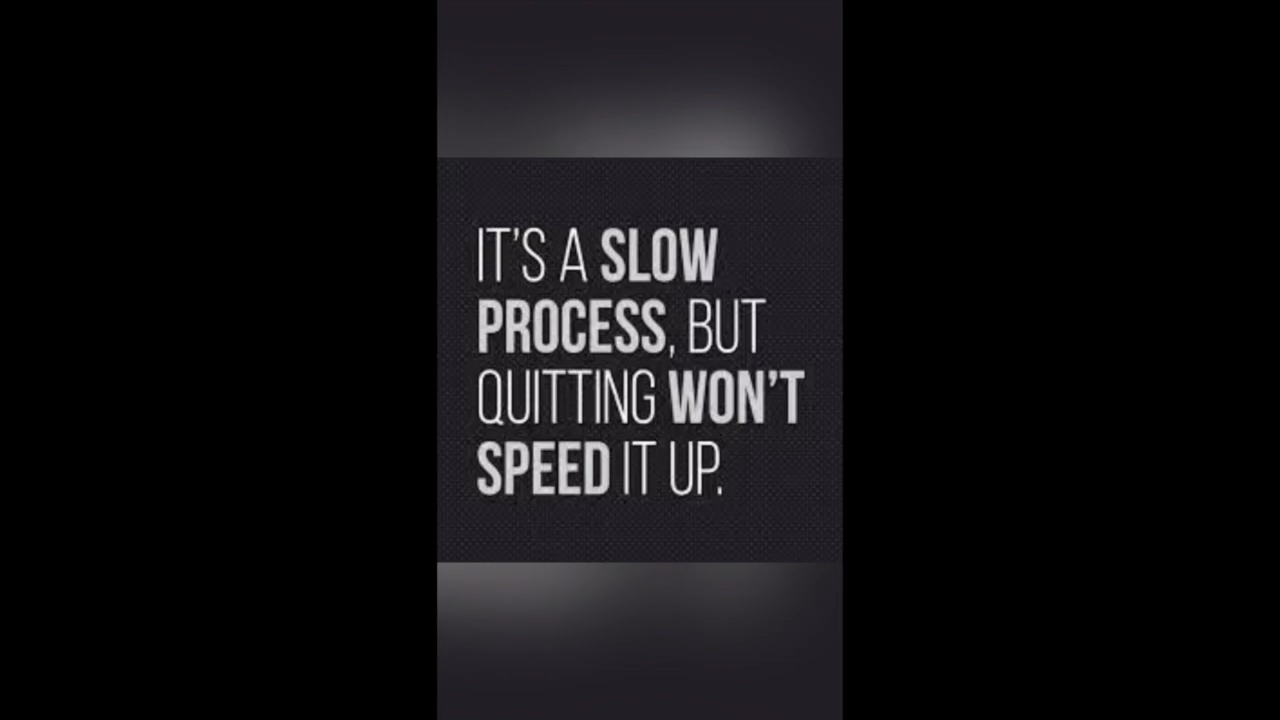 IT'S A SLOW
PROCESS, BUT
QUITTING WON'T
SPEED IT UP.